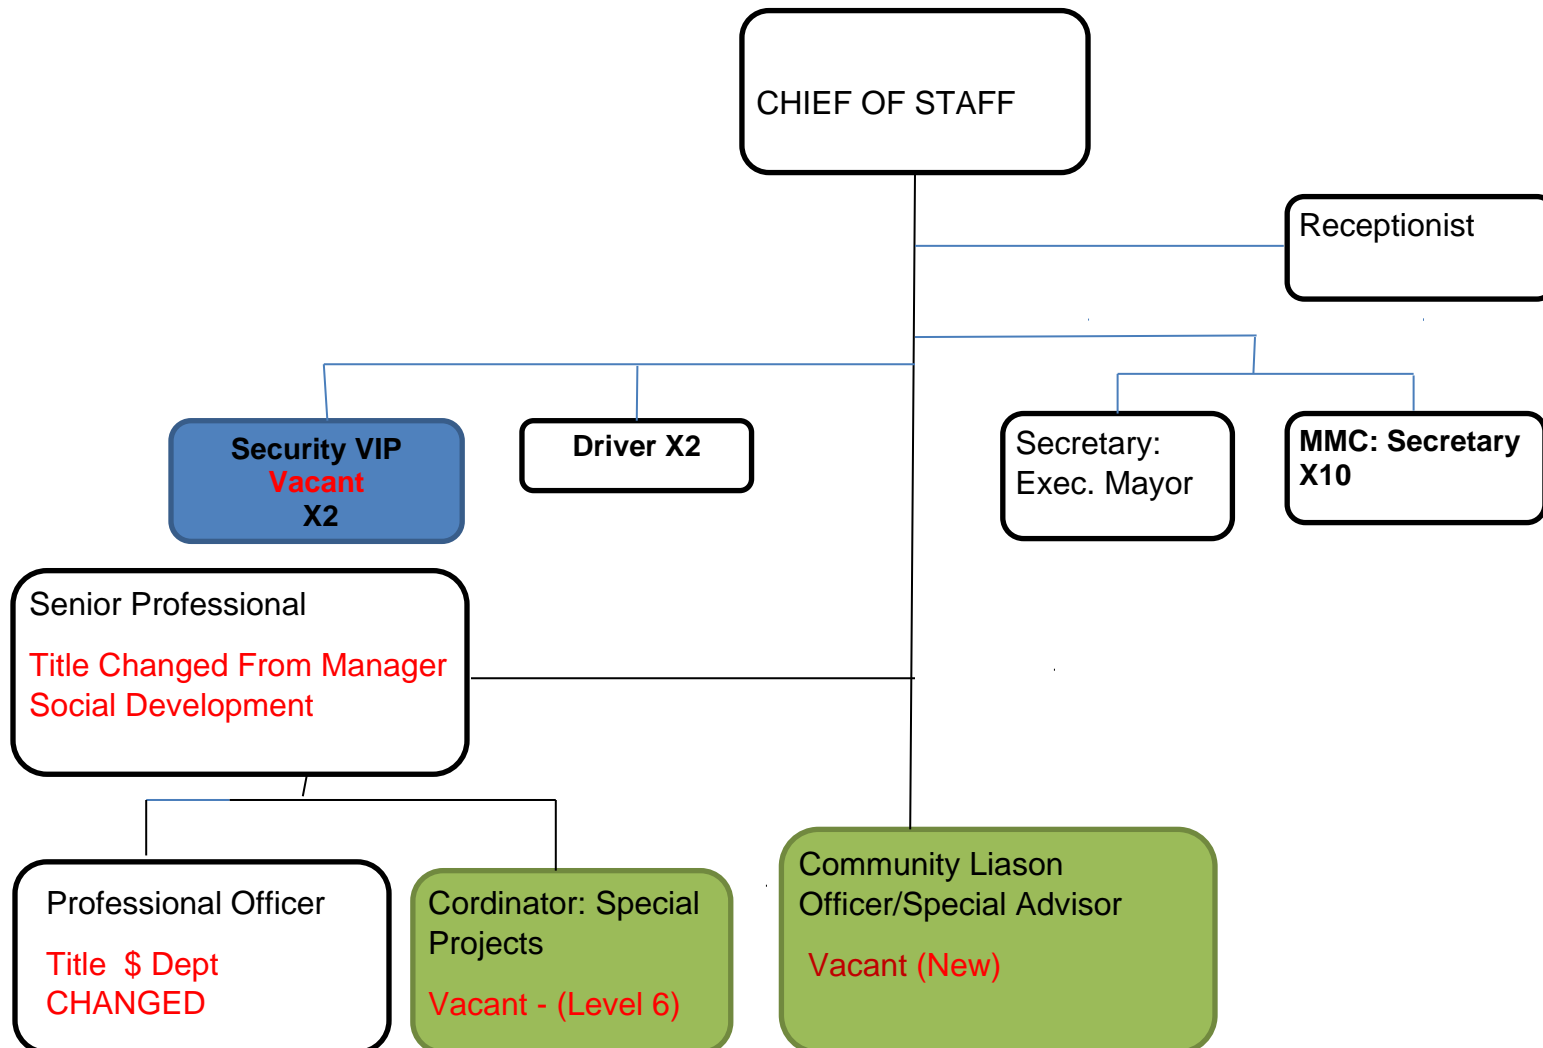 CHIEF OF STAFF
Receptionist
Security VIP
Vacant
X2
Driver X2
Secretary:
Exec. Mayor
MMC: Secretary
X10
Senior Professional
Title Changed From Manager
Social Development
Professional Officer
Title $ Dept
CHANGED
Cordinator: Special
Projects
Vacant - (Level 6)
Community Liason
Officer/Special Advisor
Vacant (New)